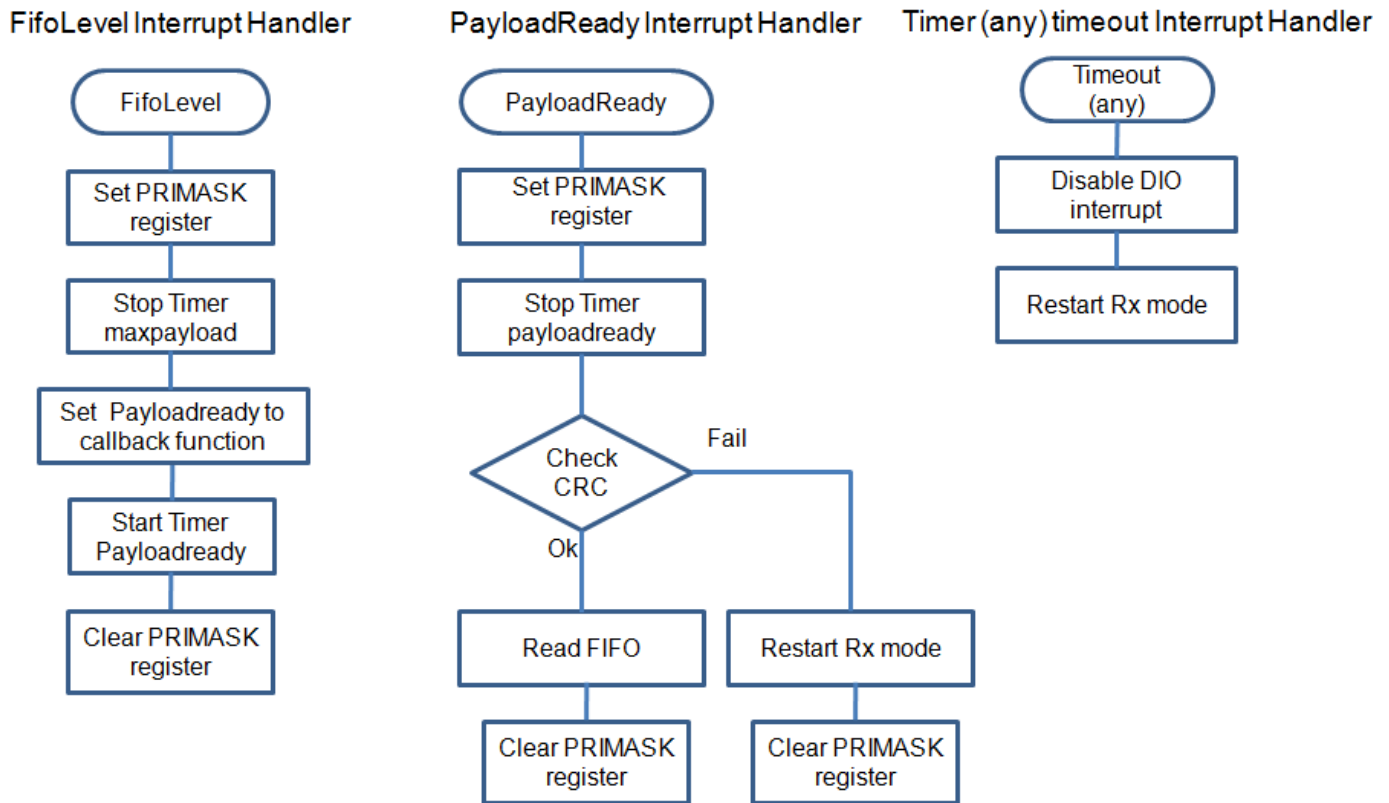 FifoLevel Interrupt Handler
PayloadReady Interrupt Handler
Timer (any) timeout Interrupt Handler
FifoLevel
Set PRIMASK
register
Stop Timer
maxpayload
Set Payloadready to
callback function
Start Timer
Payloadready
Clear PRIMASK
register
PayloadReady
Set PRIMASK
register
Stop Timer
payloadready
Check
CRC
Fail
Ok
Read FIFO
Clear PRIMASK
register
Restart Rx mode
Clear PRIMASK
register
Timeout
(any)
Disable DIO
interrupt
Restart Rx mode